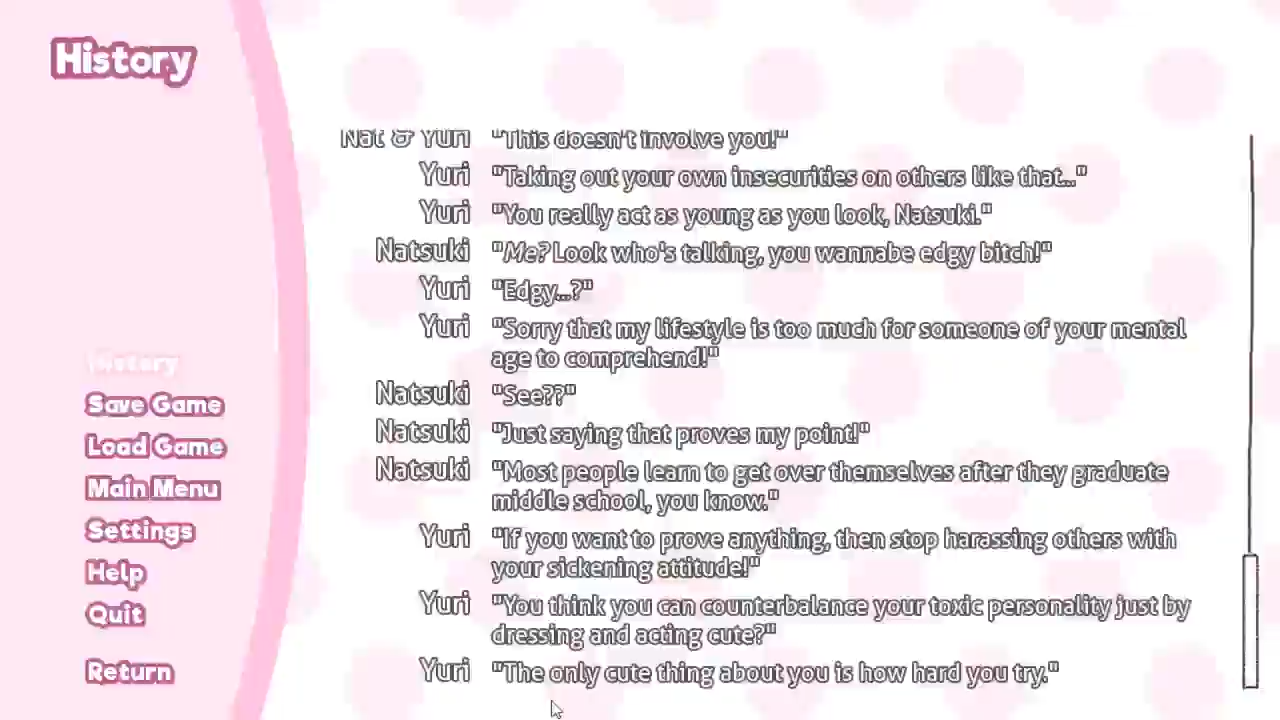 History
Nat & Yuri "This doesn't involve you!"
Yuri "Taking out your own insecurities on others like that..."
Yuri "You really act as young as you look, Natsuki."
Natsuki "Me? Look who's talking, you wannabe edgy bitch!"
Yuri "Edgy...?"
Yuri "Sorry that my lifestyle is too much for someone of your mental
age to comprehend!"
Natsuki "See??"
Natsuki "Just saying that proves my point!"
Natsuki "Most people learn to get over themselves after they graduate
middle school, you know."
Yuri "If you want to prove anything, then stop harassing others with
your sickening attitude!"
Yuri "You think you can counterbalance your toxic personality just by
dressing and acting cute?"
Yuri "The only cute thing about you is how hard you try."
History
Save Game
Load Game
Main Menu
Settings
Help
Quit
Return